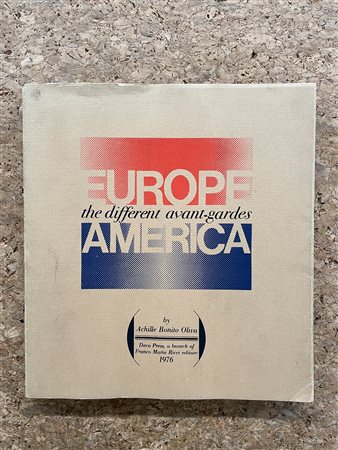 EUROPE
the different avant-gardes
AMERICA
by
Achille Bonito Oliva
Deco Press, a branch of
Franco Maria Ricci editore
1976